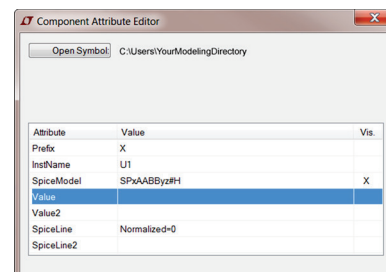 Component Attribute Editor
Open Symbol: C:\Users\YourModelingDirectory
Attribute Value Vis.
Prefix X
InstName U1
SpiceModel SPxAABByz#H X
Value
Value2
SpiceLine Normalized=0
SpiceLine2